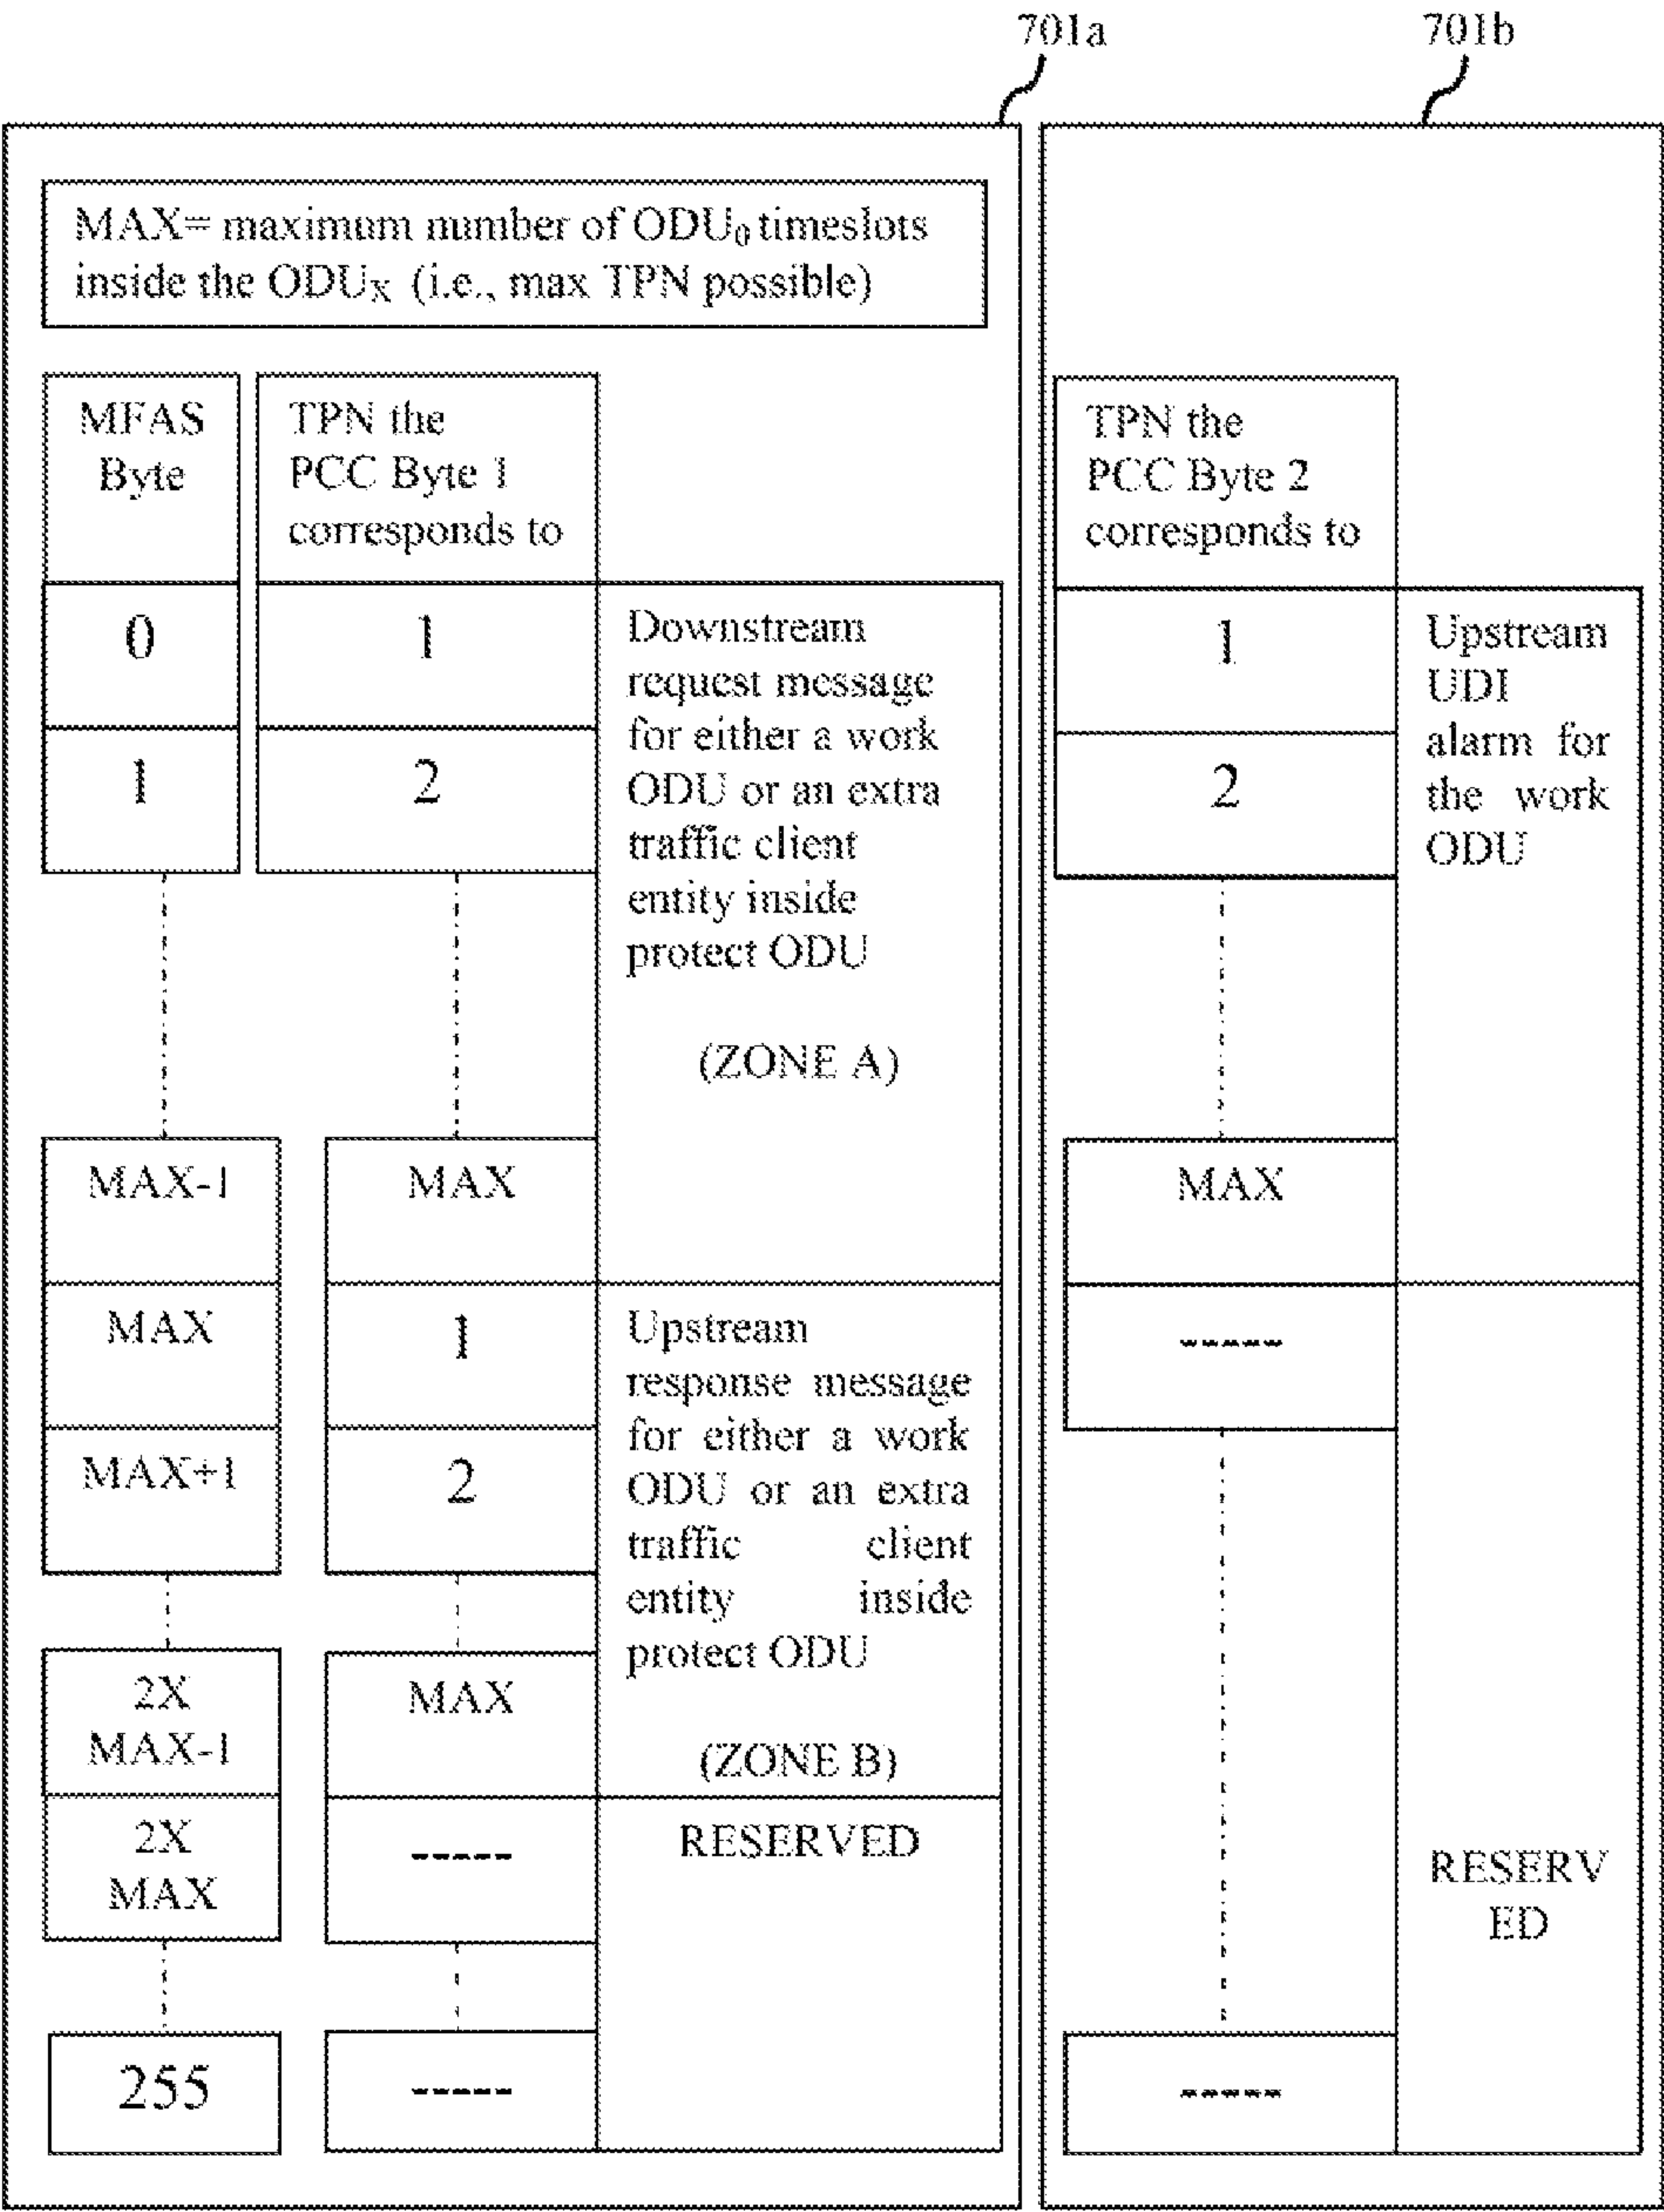 701a
701b
MAX= maximum number of ODU₀ timeslots
inside the ODUₓ (i.e., max TPN possible)
MFAS
Byte
TPN the
PCC Byte 1
corresponds to
0
1
1
2
Downstream
request message
for either a work
ODU or an extra
traffic client
entity inside
protect ODU
(ZONE A)
MAX-1
MAX
MAX
1
MAX+1
2
Upstream
response message
for either a work
ODU or an extra
traffic client
entity inside
protect ODU
(ZONE B)
2X
MAX-1
MAX
2X
MAX
-----
RESERVED
255
-----
TPN the
PCC Byte 2
corresponds to
1
2
Upstream
UDI
alarm for
the work
ODU
MAX
-----
RESERV
ED
-----